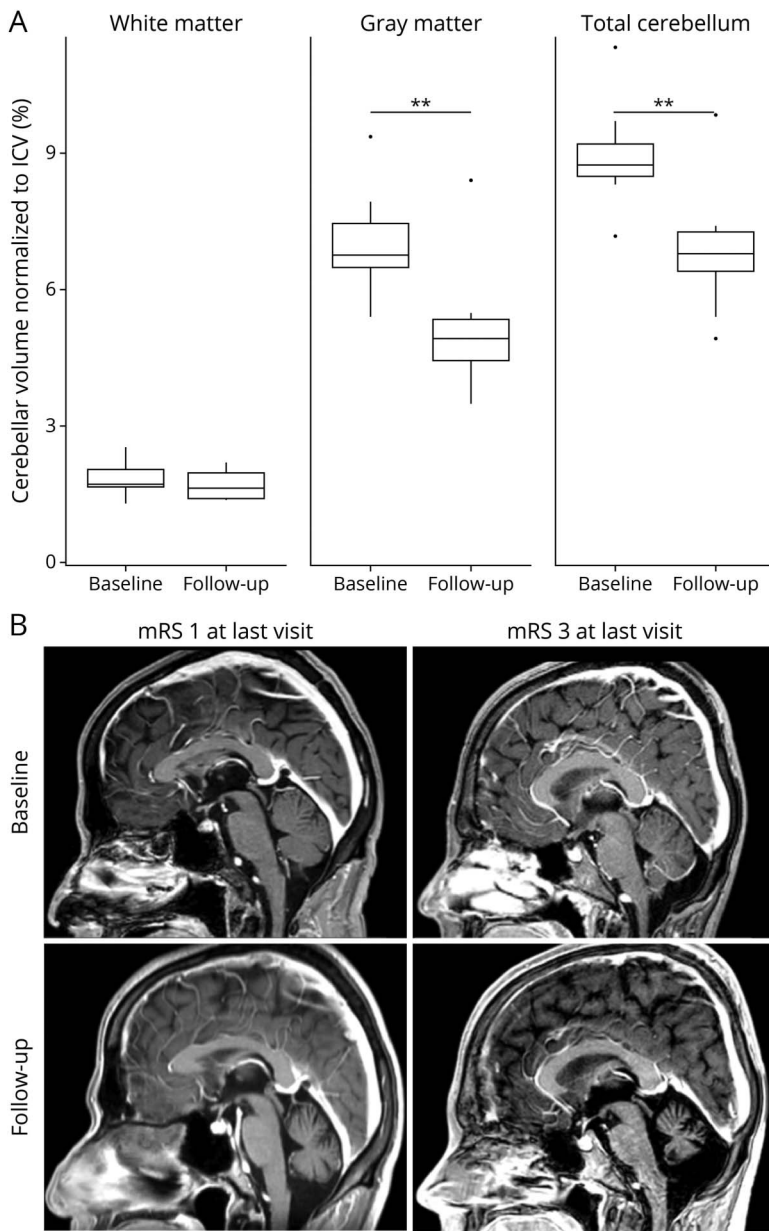 A
White matter
Gray matter
Total cerebellum
Cerebellar volume normalized to ICV (%)
**
**
9
6
3
0
Baseline
Follow-up
Baseline
Follow-up
Baseline
Follow-up
B
mRS 1 at last visit
mRS 3 at last visit
Baseline
Follow-up